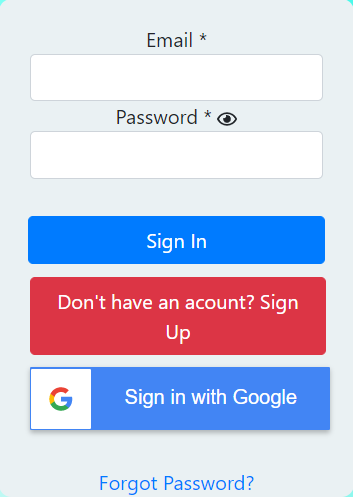 Email *
Password *
Sign In
Don't have an acount? Sign
Up
Sign in with Google
Forgot Password?